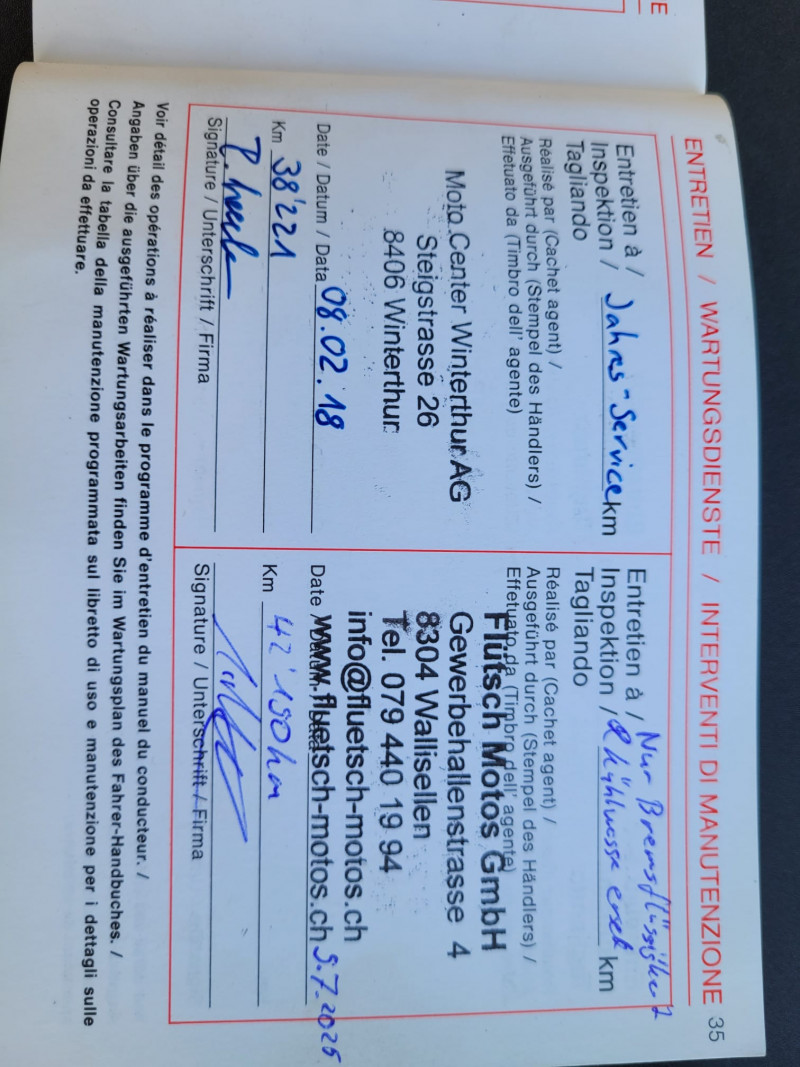 E
ENTRETIEN / WARTUNGSDIENSTE / INTERVENTI DI MANUTENZIONE 35
Entretien à /
Inspektion / Jahres-Service km
Tagliando
Réalisé par (Cachet agent) /
Ausgeführt durch (Stempel des Händlers) /
Effetuato da (Timbro dell' agente)
Moto Center Winterthur AG
Steigstrasse 26
8406 Winterthur
Date / Datum / Data 08.02.18
Km 38'221
Signature / Unterschrift / Firma
Entretien à / Nur Bremsflüssigkeit
Inspektion / & Kühlwasser km
Tagliando
Réalisé par (Cachet agent) /
Ausgeführt durch (Stempel des Händlers) /
Effetuato da (Timbro dell' agente)
Flütsch Motos GmbH
Gewerbehallenstrasse 4
8304 Wallisellen
Tel. 079 440 19 94
info@fluetsch-motos.ch
www.fluetsch-motos.ch
Date / Datum / Data 9.7.2025
Km 42'190 km
Signature / Unterschrift / Firma
Voir détail des opérations à réaliser dans le programme d'entretien du manuel du conducteur. /
Angaben über die ausgeführten Wartungsarbeiten finden Sie im Wartungsplan des Fahrer-Handbuches. /
Consultare la tabella della manutenzione programmata sul libretto di uso e manutenzione per i dettagli sulle
operazioni da effettuare.